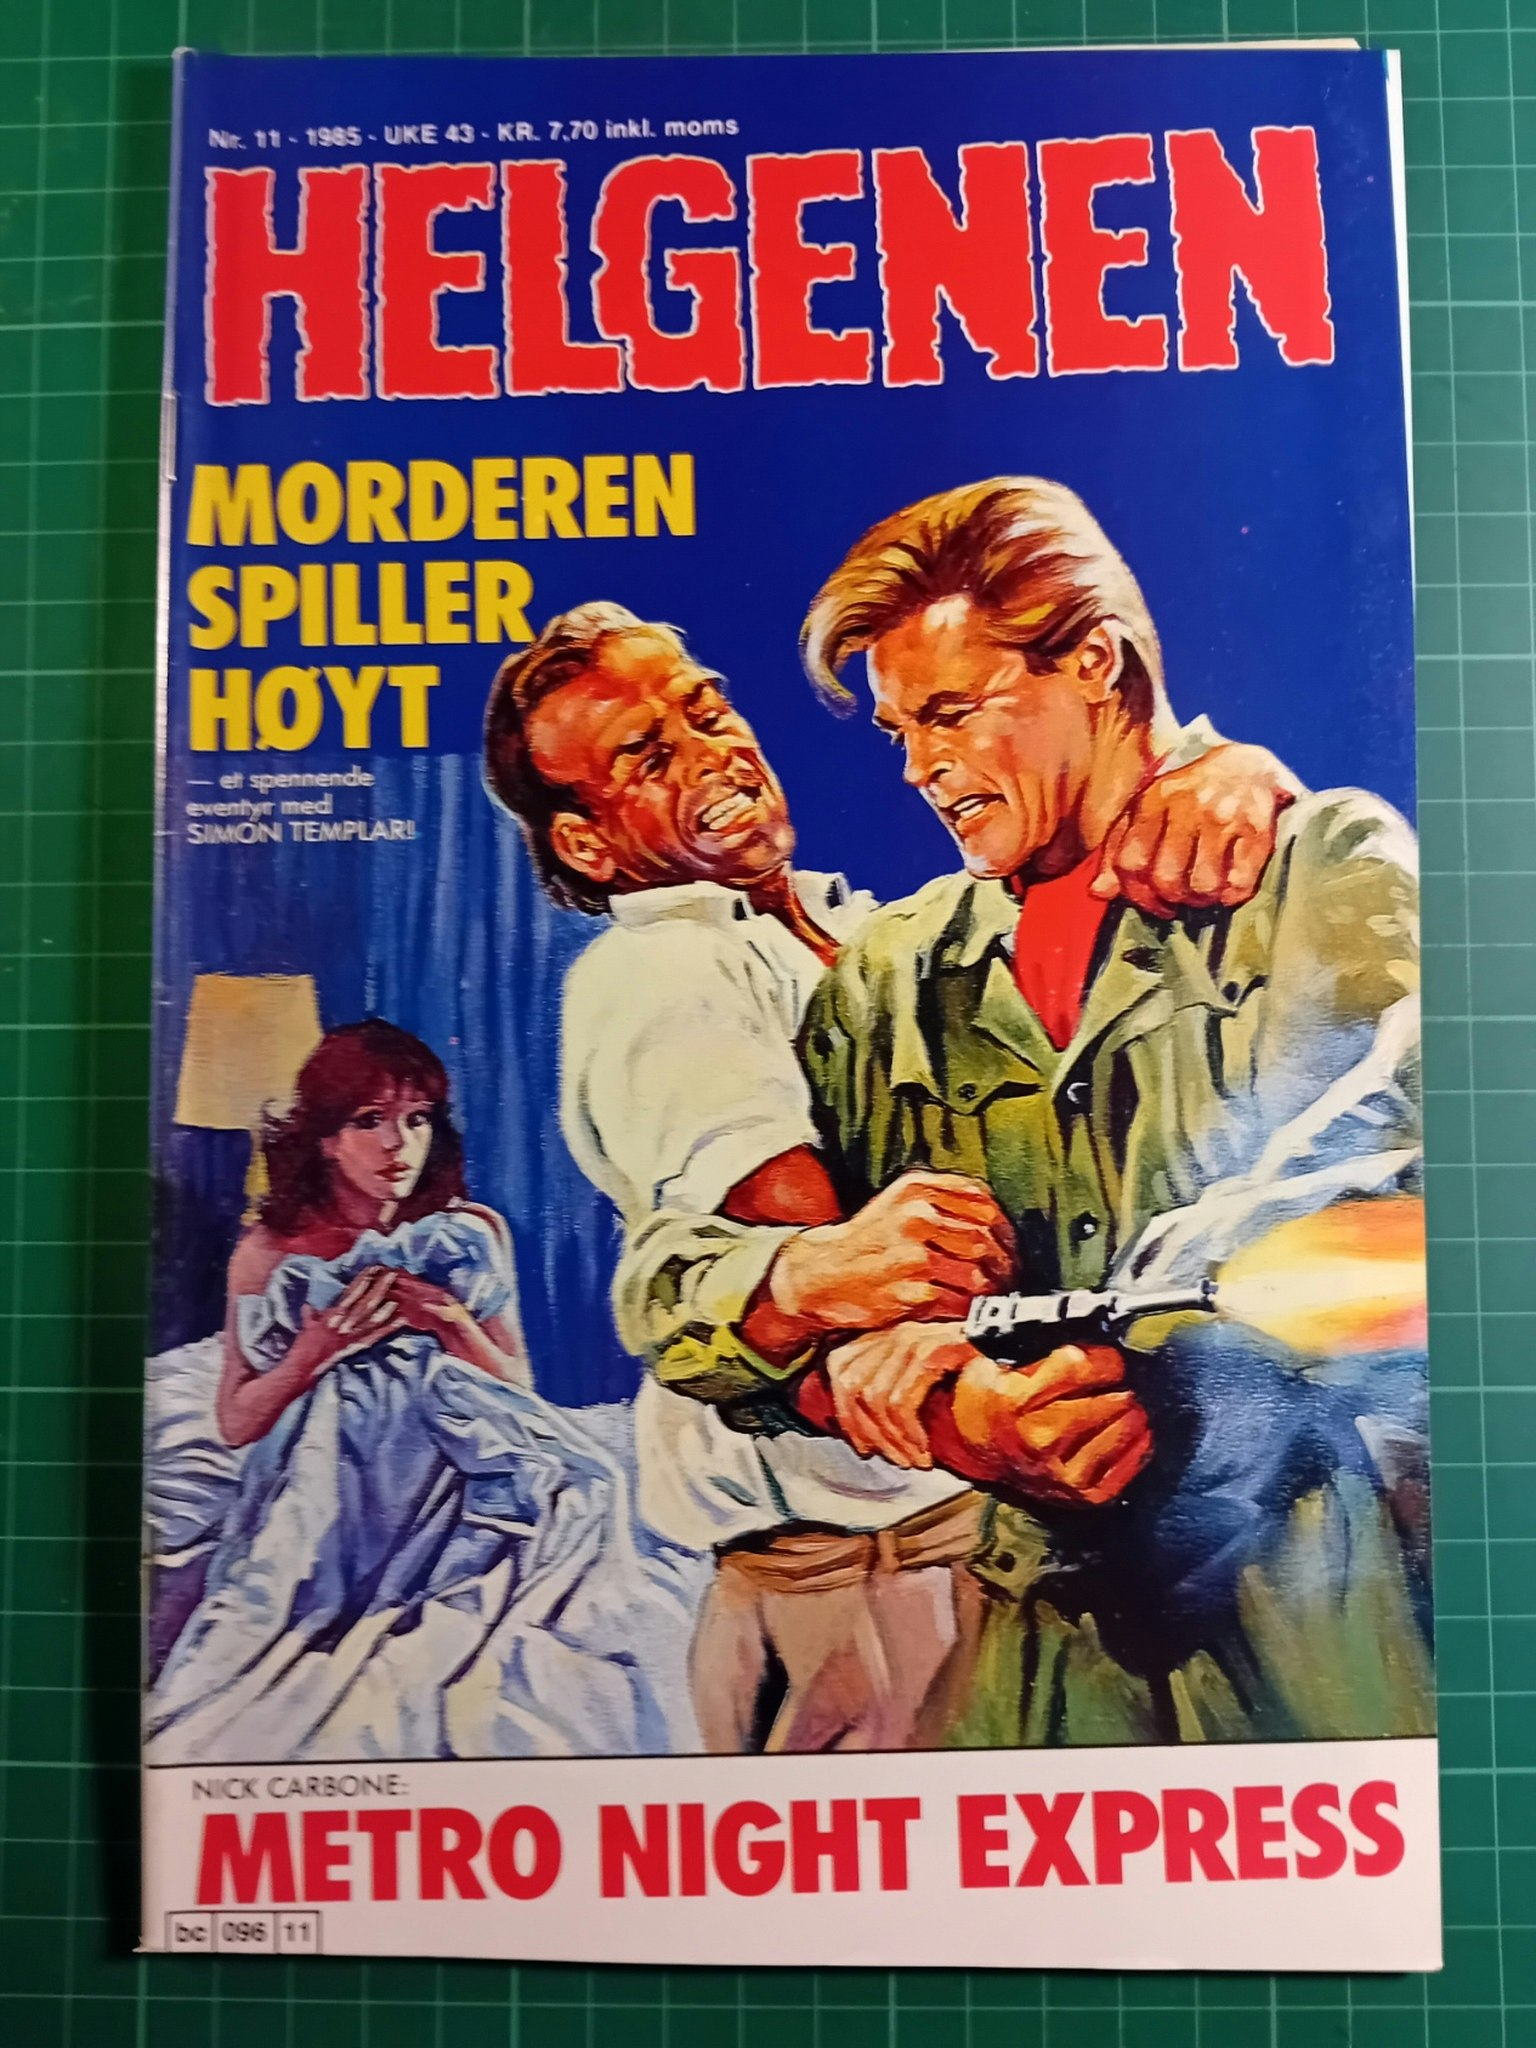 Nr. 11 - 1985 - UKE 43 - KR. 7,70 inkl. moms
HELGENEN
MORDEREN
SPILLER
HØYT
— et spennende
eventyr med
SIMON TEMPLAR!
NICK CARBONE:
METRO NIGHT EXPRESS
bc 096 11